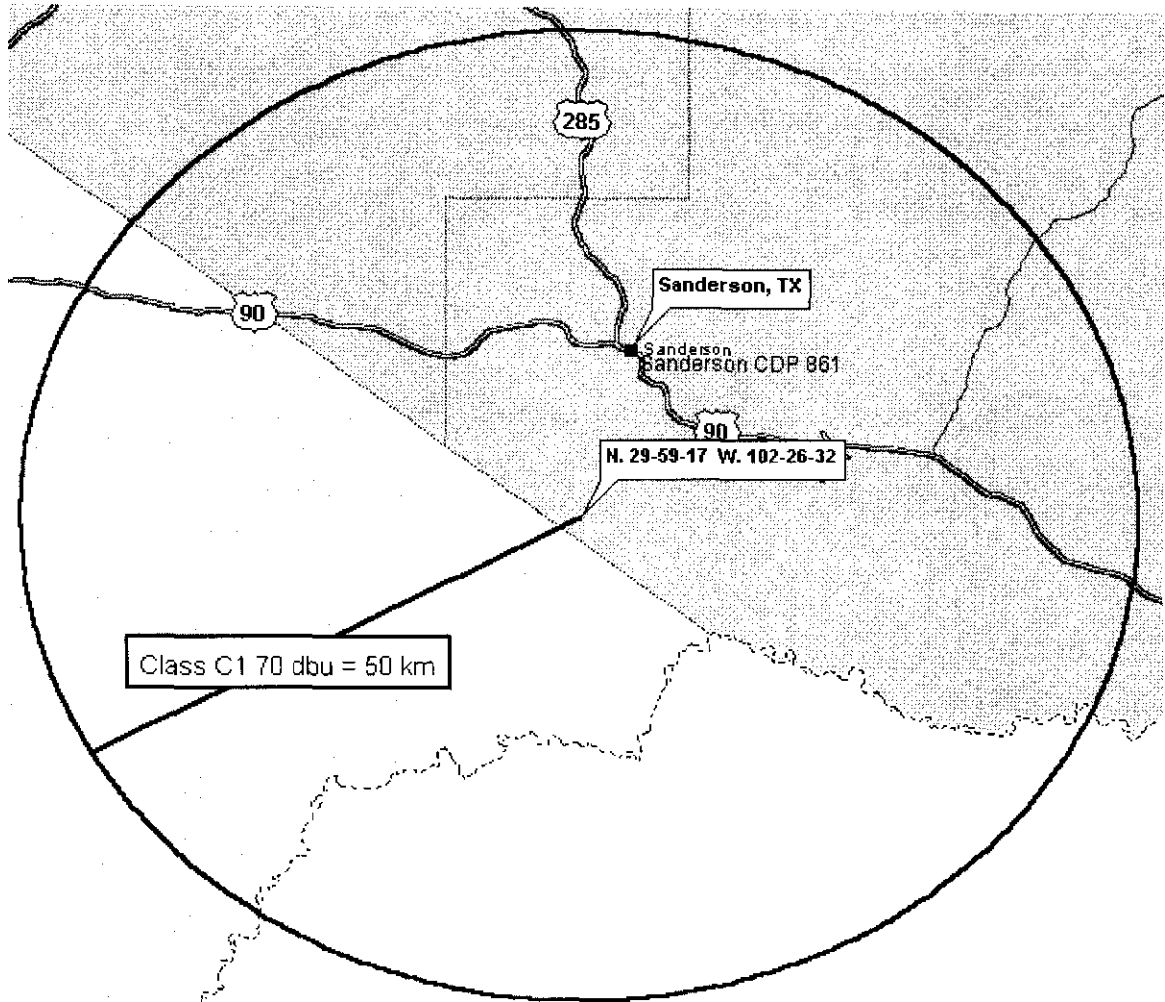 285
Sanderson, TX
90
Sanderson
Sanderson CDP 861
90
N. 29-59-17 W. 102-26-32
Class C1 70 dbu = 50 km